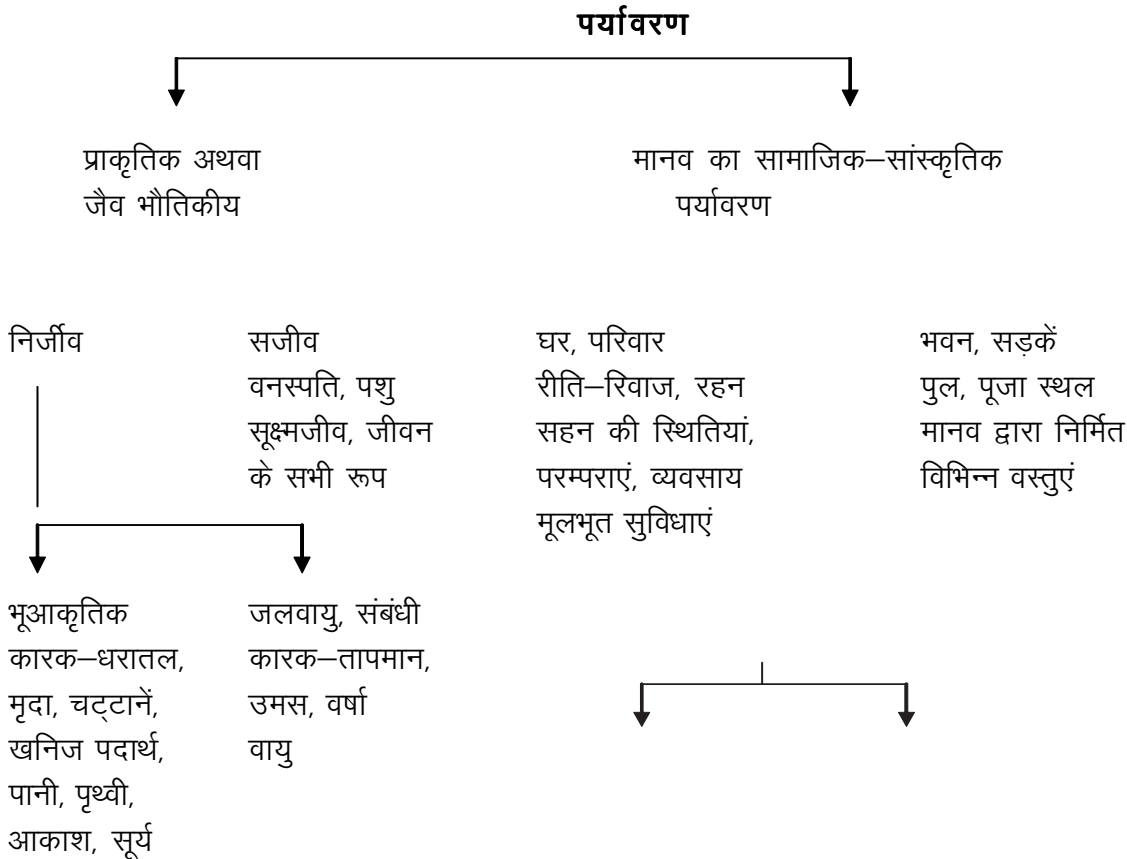 पर्यावरण
प्राकृतिक अथवा
जैव भौतिकीय
मानव का सामाजिक–सांस्कृतिक
पर्यावरण
निर्जीव
सजीव
वनस्पति, पशु
सूक्ष्मजीव, जीवन
के सभी रूप
घर, परिवार
रीति–रिवाज, रहन
सहन की स्थितियां,
परम्पराएं, व्यवसाय
मूलभूत सुविधाएं
भवन, सड़कें
पुल, पूजा स्थल
मानव द्वारा निर्मित
विभिन्न वस्तुएं
भूआकृतिक
कारक–धरातल,
मृदा, चट्टानें,
खनिज पदार्थ,
पानी, पृथ्वी,
आकाश, सूर्य
जलवायु, संबंधी
कारक–तापमान,
उमस, वर्षा
वायु